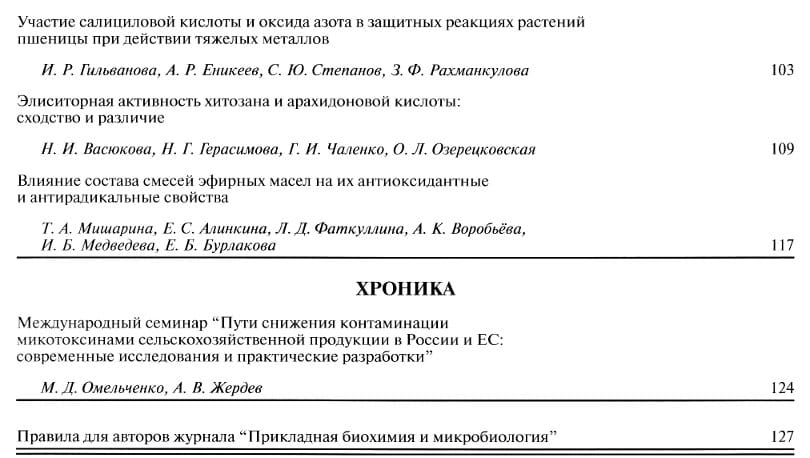 Участие салициловой кислоты и оксида азота в защитных реакциях растений
пшеницы при действии тяжелых металлов
И. Р. Гильванова, А. Р. Еникеев, С. Ю. Степанов, З. Ф. Рахманкулова 103
Элиситорная активность хитозана и арахидоновой кислоты:
сходство и различие
Н. И. Васюкова, Н. Г. Герасимова, Г. И. Чаленко, О. Л. Озерецковская 109
Влияние состава смесей эфирных масел на их антиоксидантные
и антирадикальные свойства
Т. А. Мишарина, Е. С. Алинкина, Л. Д. Фаткуллина, А. К. Воробьёва,
И. Б. Медведева, Е. Б. Бурлакова 117
ХРОНИКА
Международный семинар “Пути снижения контаминации
микотоксинами сельскохозяйственной продукции в России и ЕС:
современные исследования и практические разработки”
М. Д. Омельченко, А. В. Жердев 124
Правила для авторов журнала “Прикладная биохимия и микробиология” 127